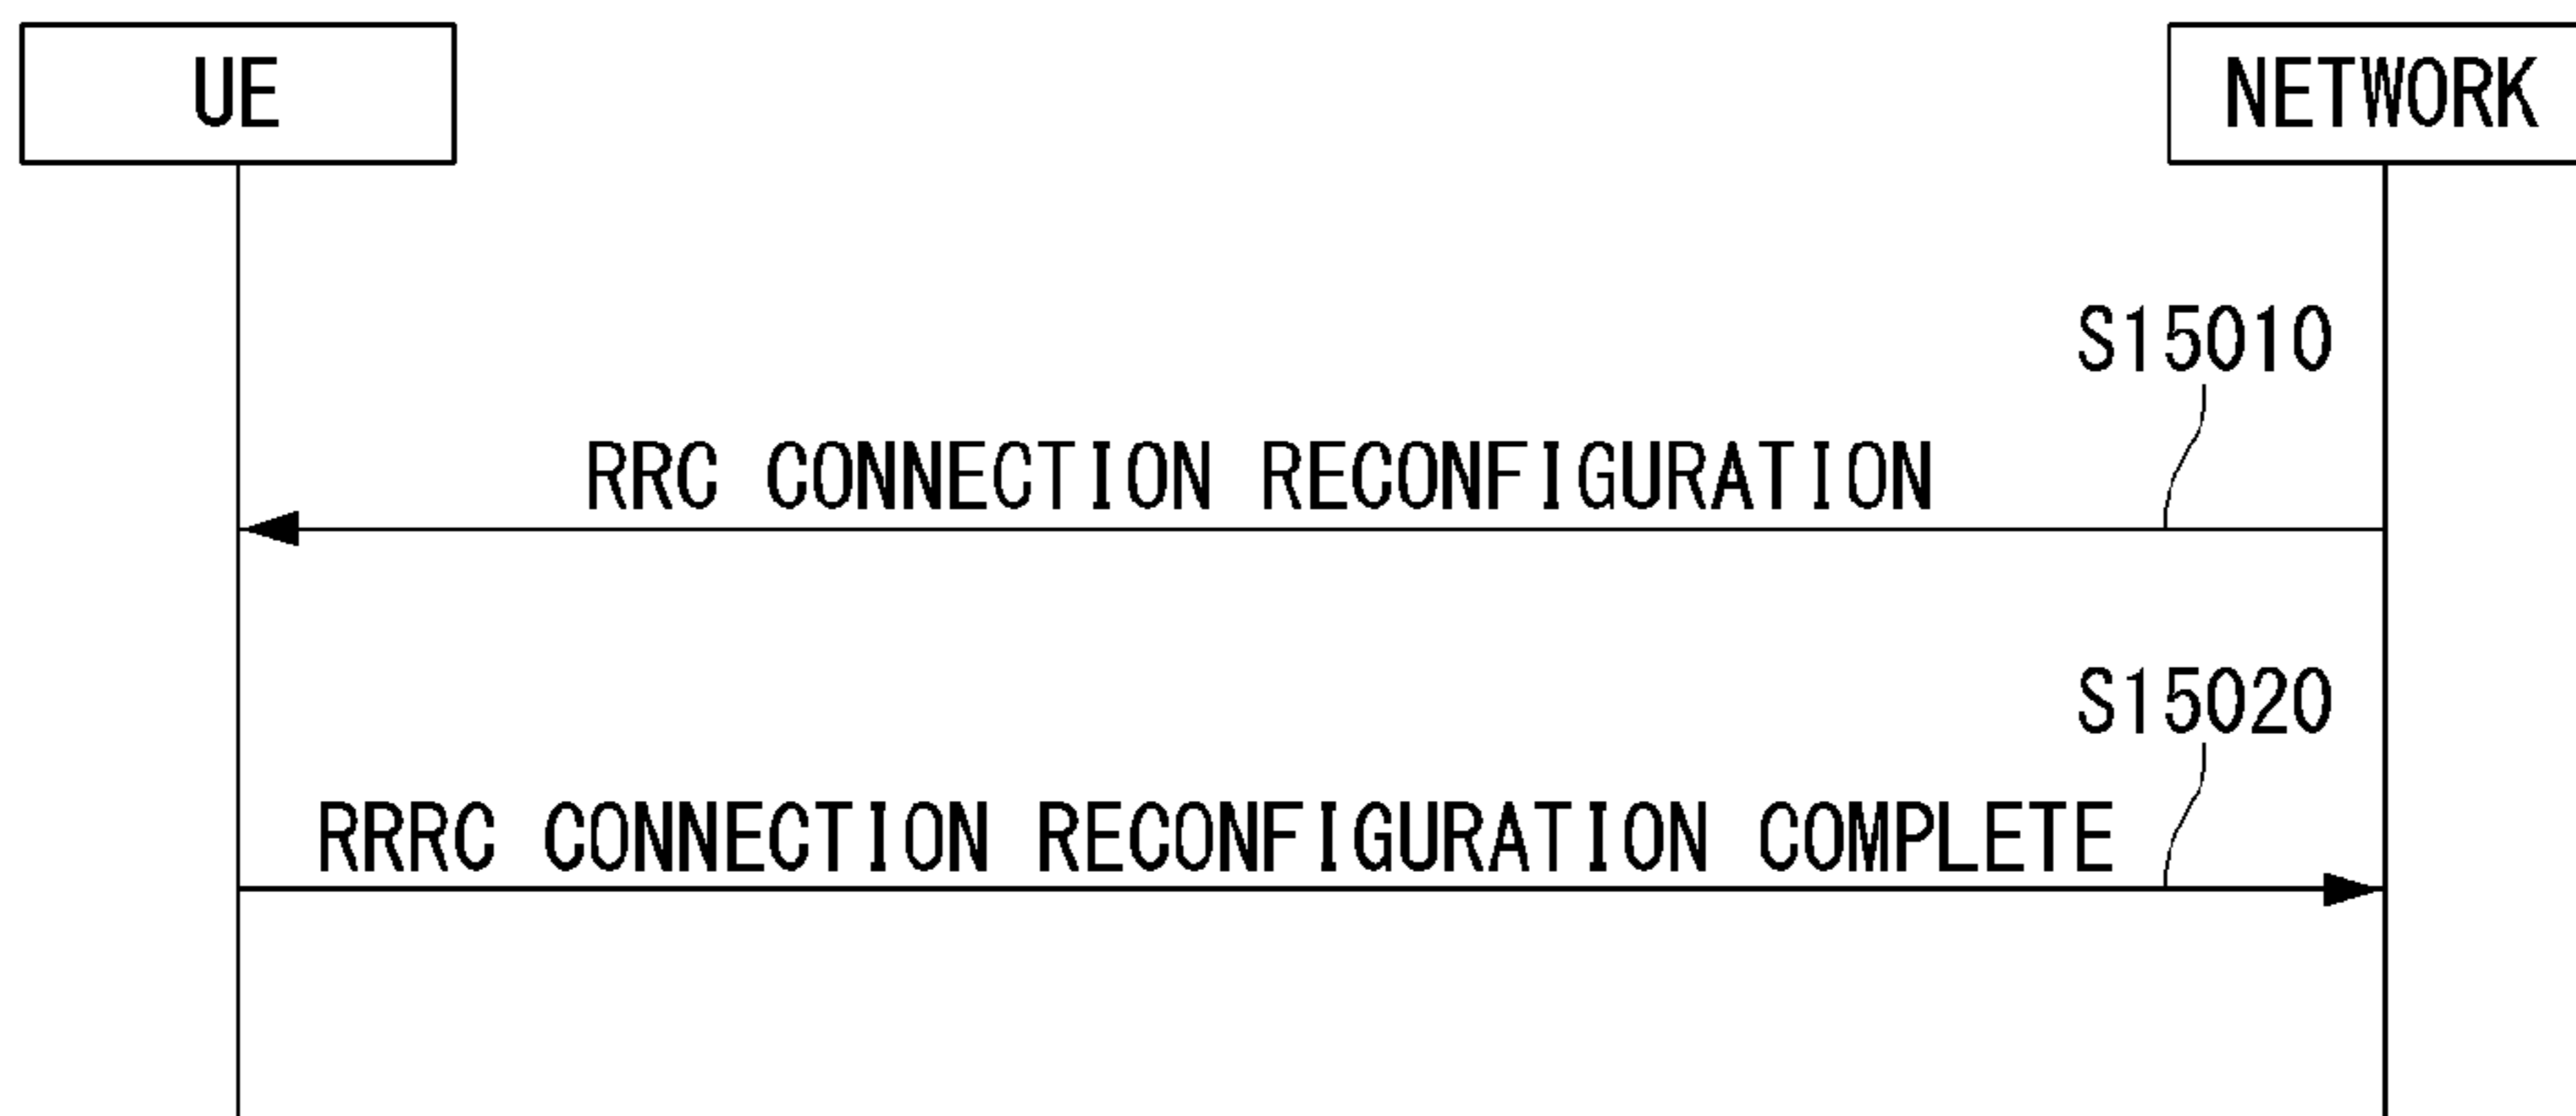 UE
NETWORK
S15010
RRC CONNECTION RECONFIGURATION
S15020
RRRC CONNECTION RECONFIGURATION COMPLETE